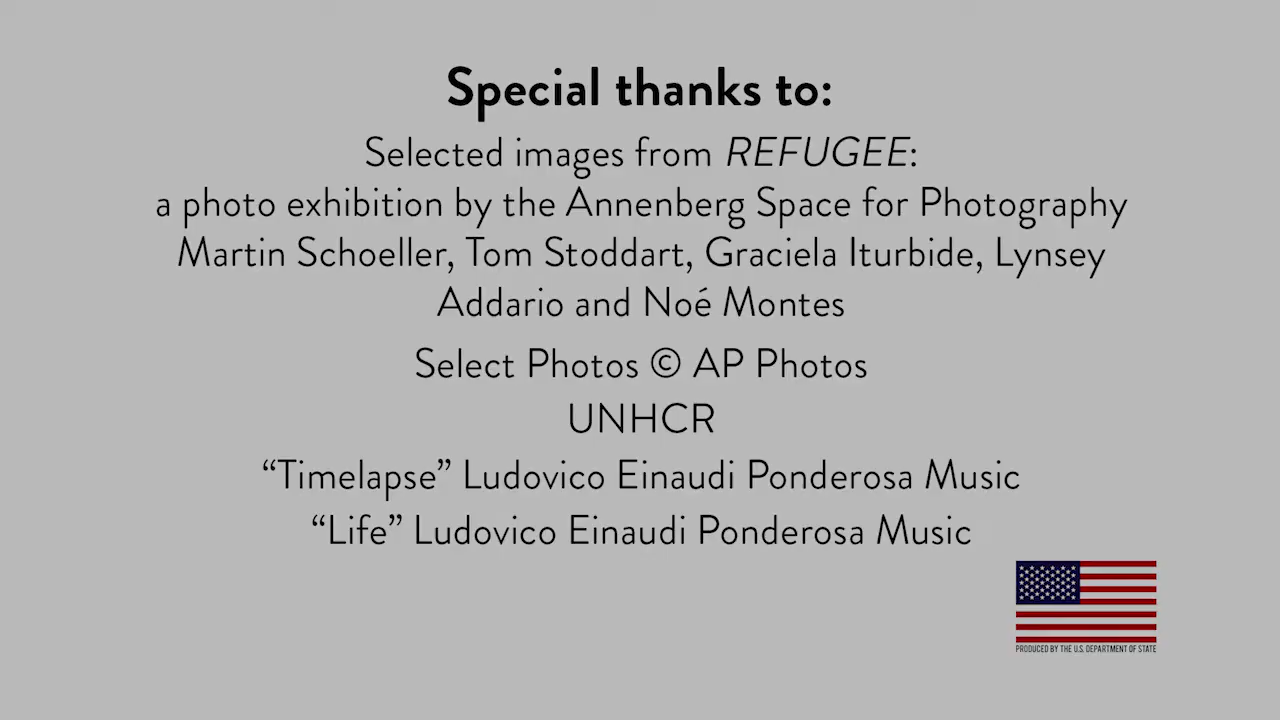 Special thanks to:
Selected images from REFUGEE:
a photo exhibition by the Annenberg Space for Photography
Martin Schoeller, Tom Stoddart, Graciela Iturbide, Lynsey
Addario and Noé Montes
Select Photos © AP Photos
UNHCR
“Timelapse” Ludovico Einaudi Ponderosa Music
“Life” Ludovico Einaudi Ponderosa Music
PRODUCED BY THE U.S. DEPARTMENT OF STATE